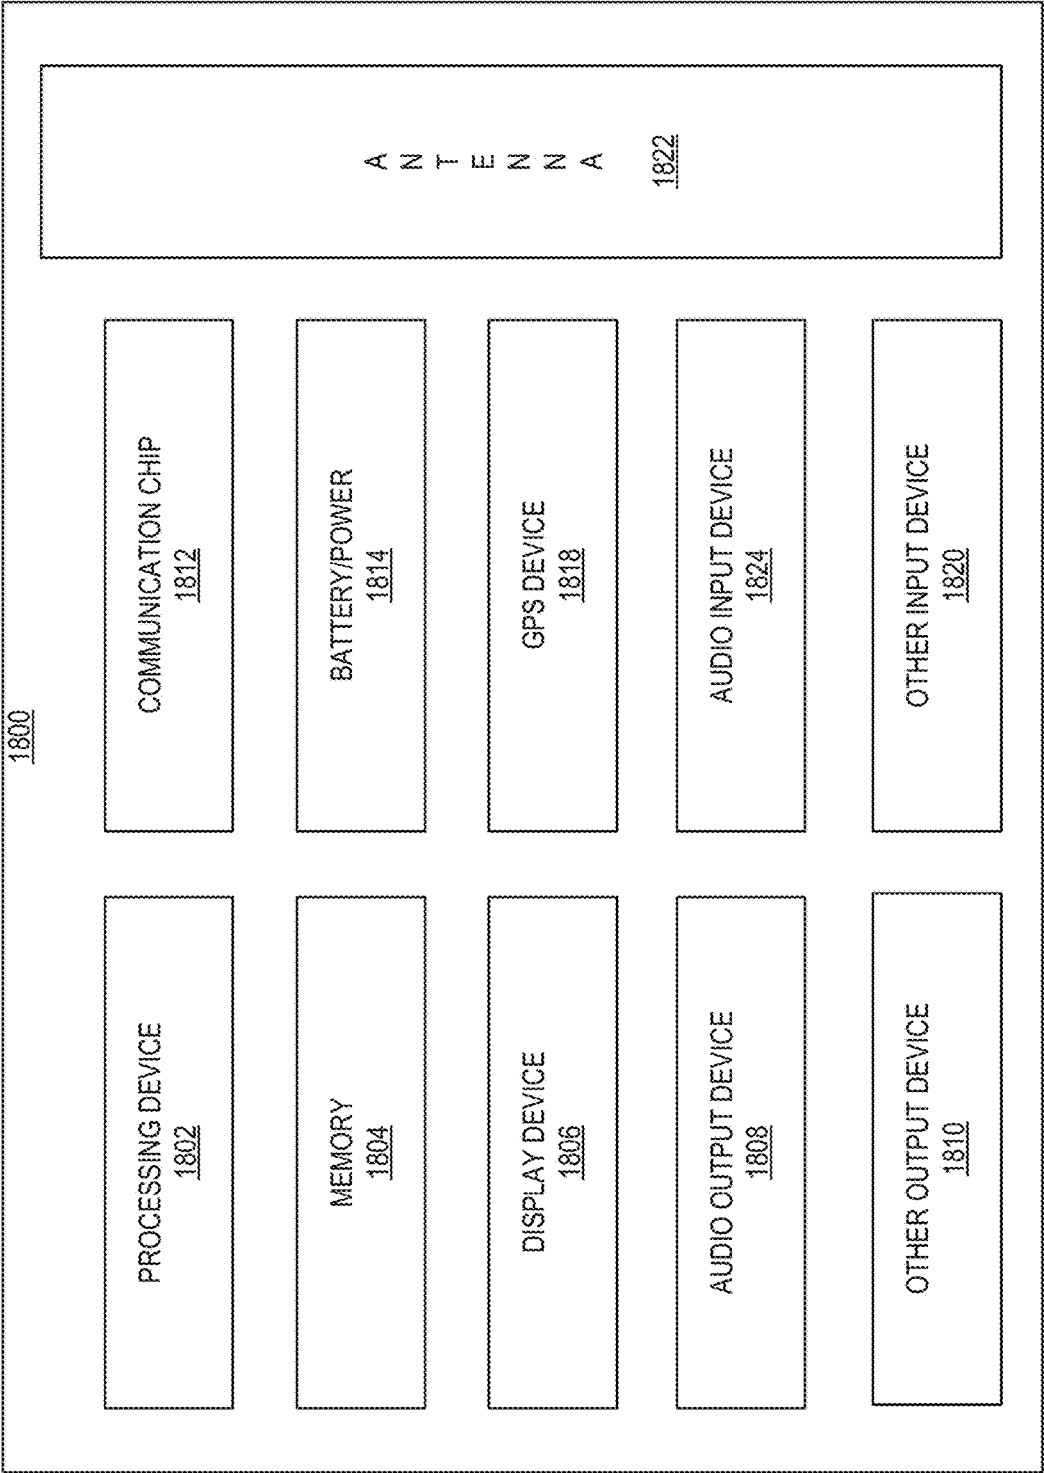 1800
PROCESSING DEVICE
1802
COMMUNICATION CHIP
1812
MEMORY
1804
BATTERY/POWER
1814
DISPLAY DEVICE
1806
GPS DEVICE
1818
AUDIO OUTPUT DEVICE
1808
AUDIO INPUT DEVICE
1824
OTHER OUTPUT DEVICE
1810
OTHER INPUT DEVICE
1820
A
N
T
E
N
N
A
1822